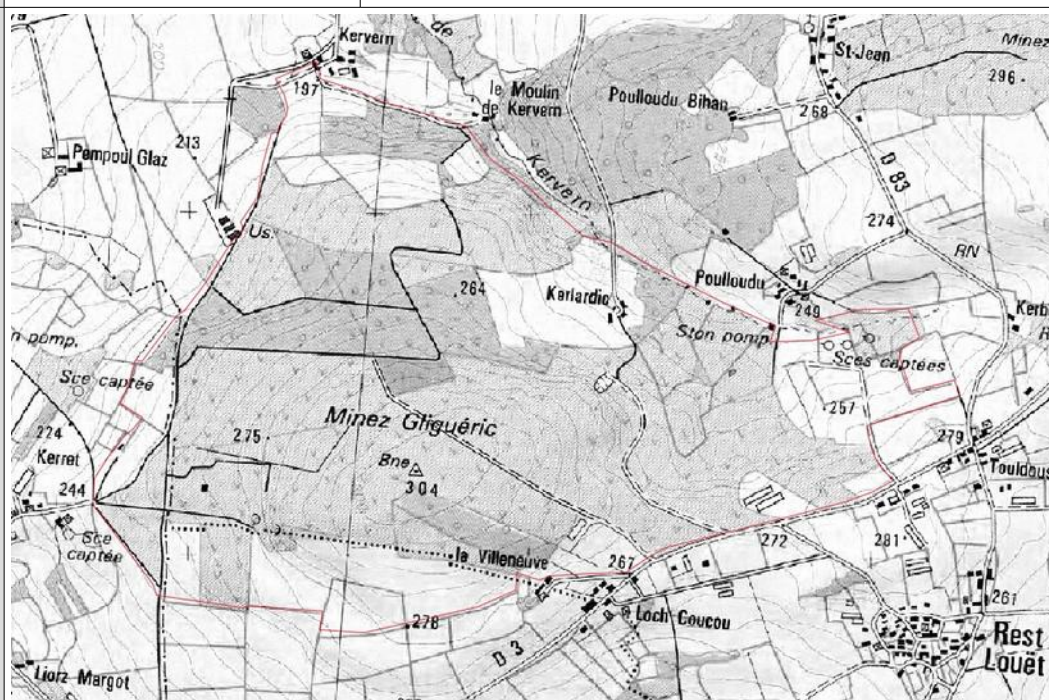 Kervern
de
St-Jean
Minez
296
197
le Moulin
de Kervern
Poulloudu Bihan
268
213
Pempoul Glaz
Kervern
D 83
274
RN
Us.
264
Kerlardic
Poulloudu
249
Kerb
n pomp.
Ston pomp.
Sces captées
Sce captée
257
224
Kerret
244
Minez Gliguéric
275
Bne
304
279
Touldous
Sce
captée
la Villeneuve
267
272
281
278
Loch Coucou
261
D 3
Rest
Louët
Liorz Margot